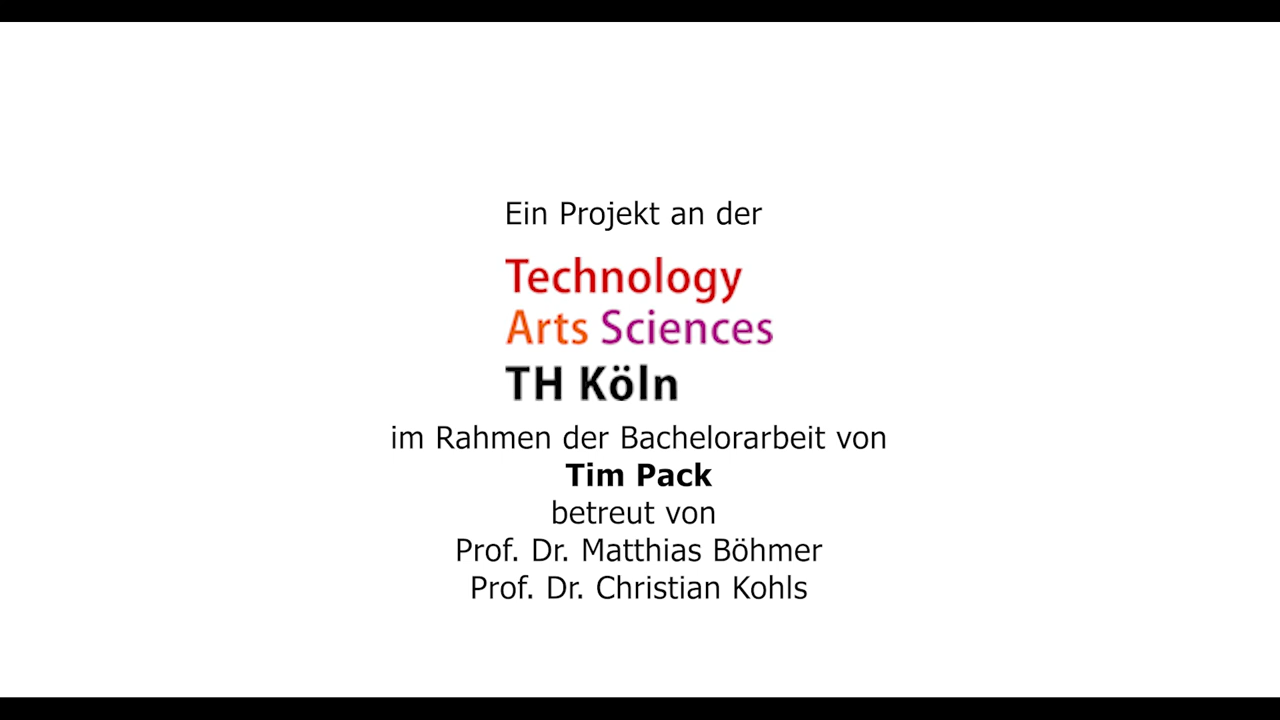 Ein Projekt an der
Technology
Arts Sciences
TH Köln
im Rahmen der Bachelorarbeit von
Tim Pack
betreut von
Prof. Dr. Matthias Böhmer
Prof. Dr. Christian Kohls